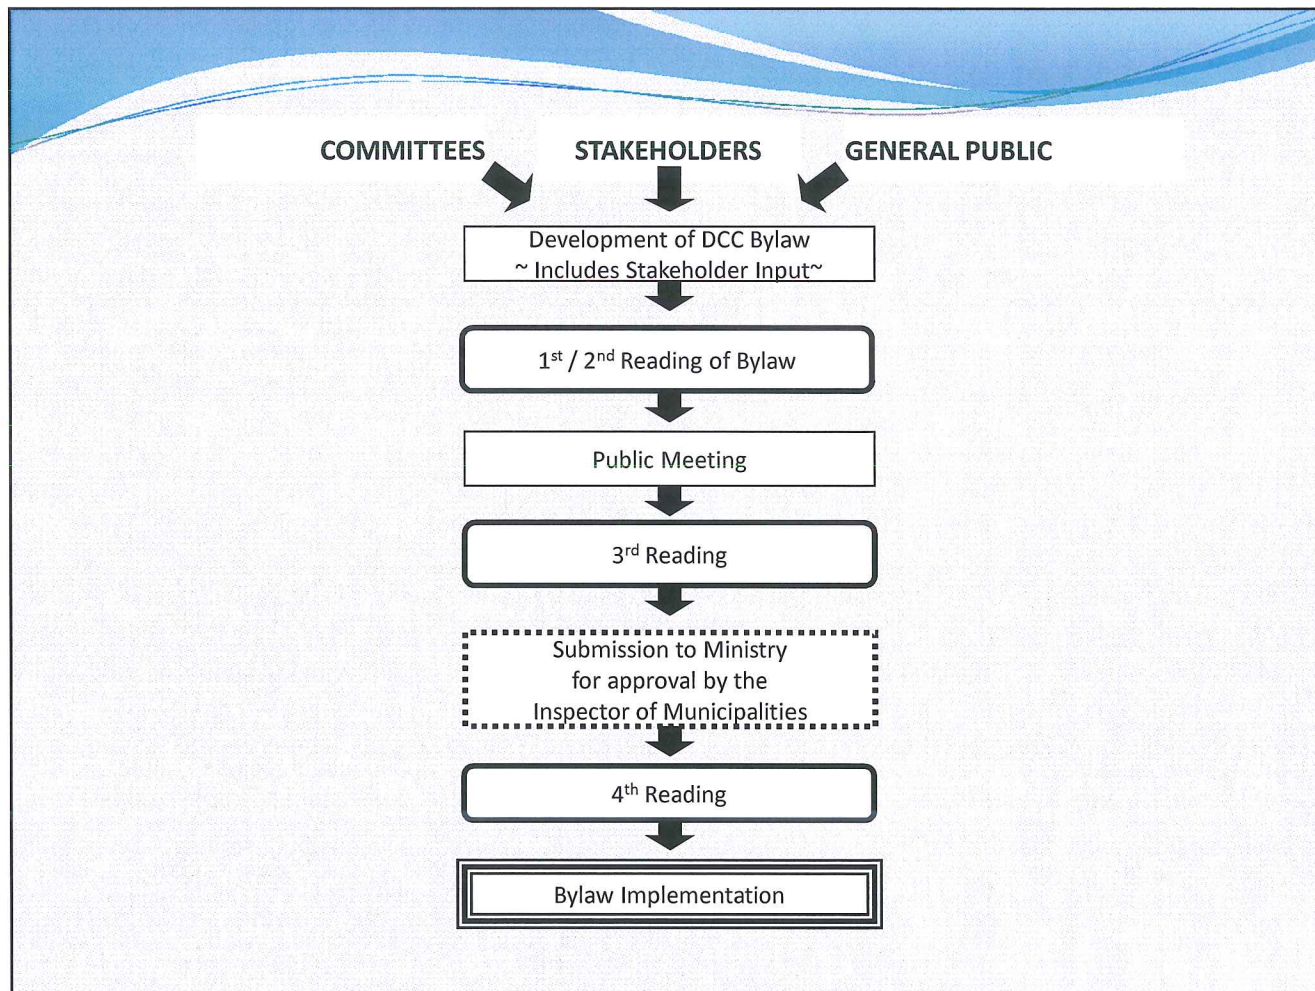 COMMITTEES STAKEHOLDERS GENERAL PUBLIC
Development of DCC Bylaw
~ Includes Stakeholder Input~
1st / 2nd Reading of Bylaw
Public Meeting
3rd Reading
Submission to Ministry
for approval by the
Inspector of Municipalities
4th Reading
Bylaw Implementation